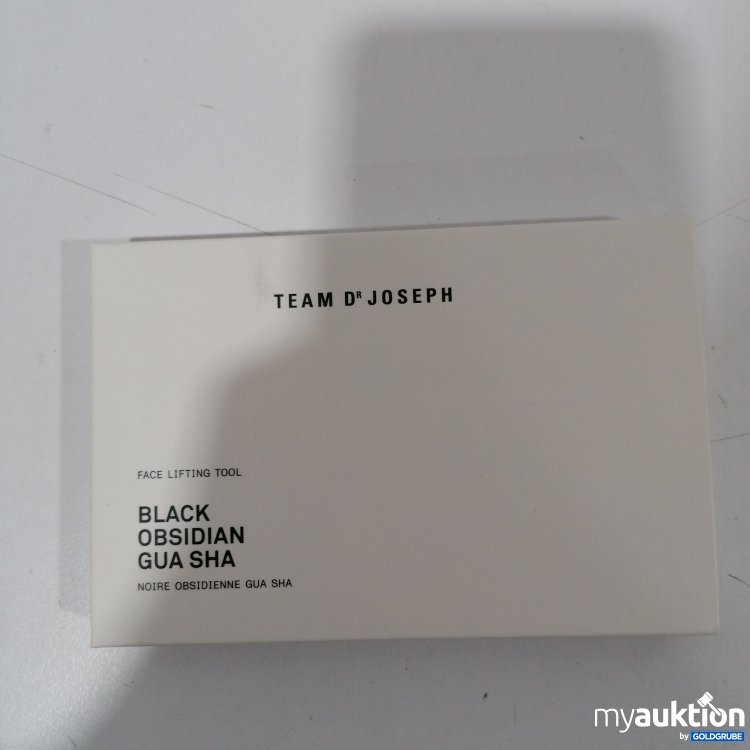 TEAM Dᴿ JOSEPH
FACE LIFTING TOOL
BLACK
OBSIDIAN
GUA SHA
NOIRE OBSIDIENNE GUA SHA
myauktion
by GOLDGRUBE